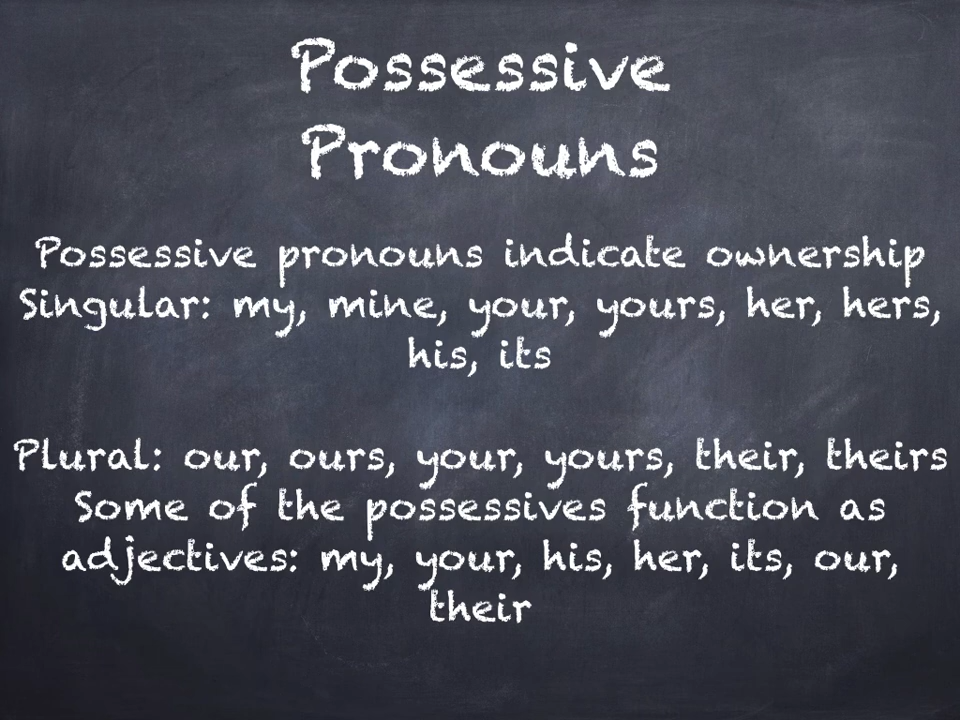 Possessive
Pronouns
Possessive pronouns indicate ownership
Singular: my, mine, your, yours, her, hers,
his, its
Plural: our, ours, your, yours, their, theirs
Some of the possessives function as
adjectives: my, your, his, her, its, our,
their